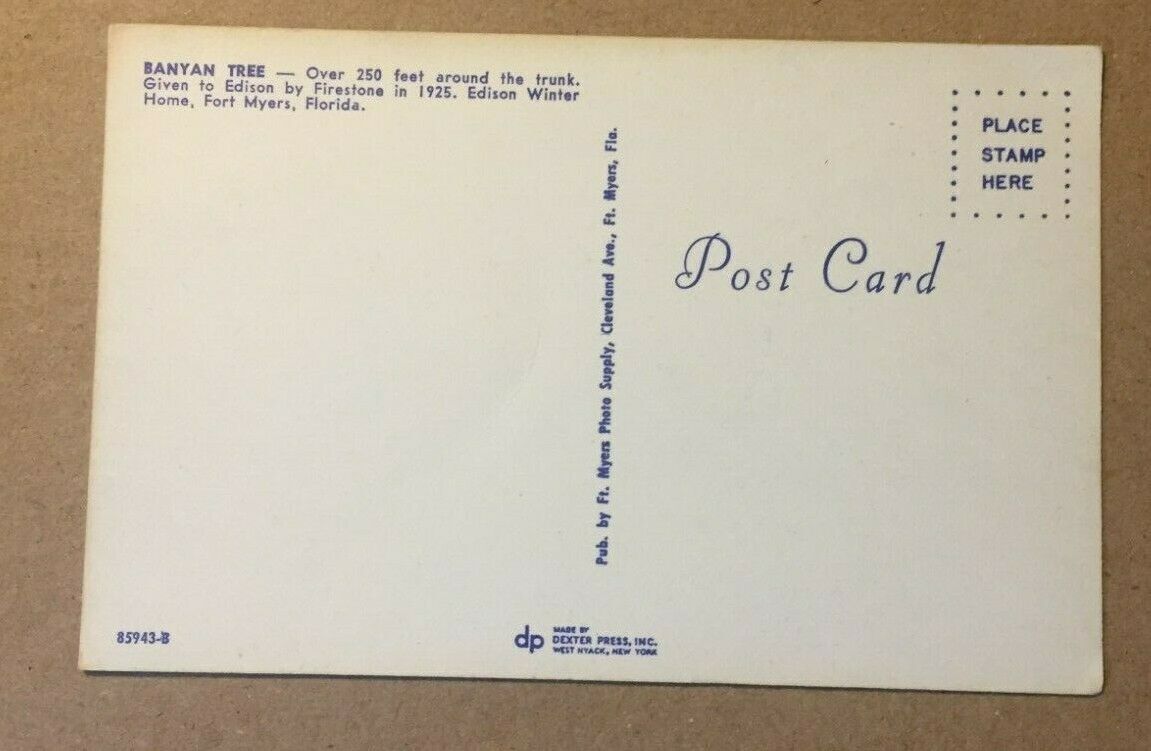 BANYAN TREE — Over 250 feet around the trunk.
Given to Edison by Firestone in 1925. Edison Winter
Home, Fort Myers, Florida.
PLACE
STAMP
HERE
Post Card
Pub. by Ft. Myers Photo Supply, Cleveland Ave., Ft. Myers, Fla.
85943-B
dp
MADE BY
DEXTER PRESS, INC.
WEST NYACK, NEW YORK